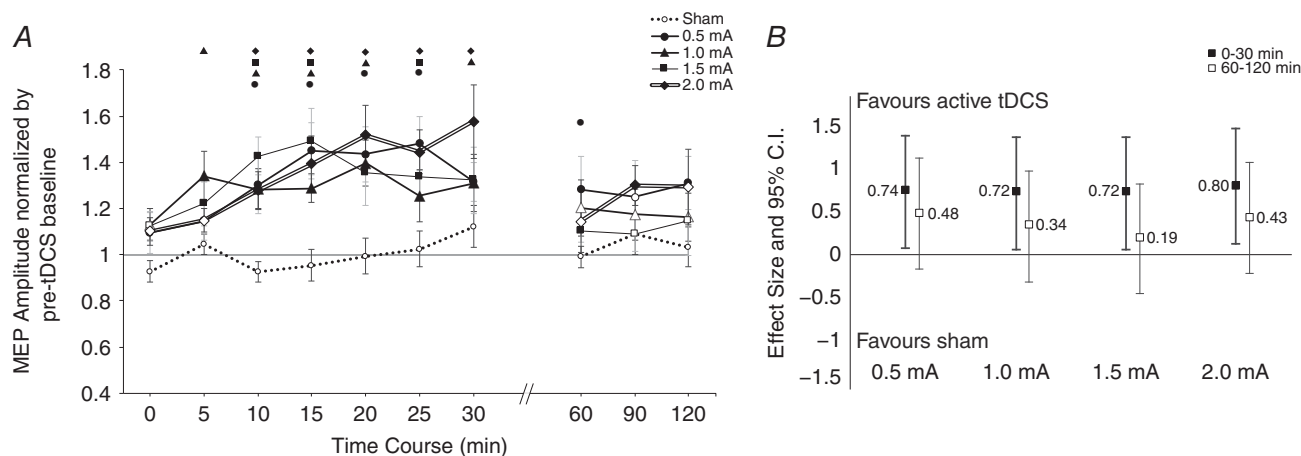 A
Sham
0.5 mA
1.0 mA
1.5 mA
2.0 mA
MEP Amplitude normalized by
pre-tDCS baseline
1.8
1.6
1.4
1.2
1
0.8
0.6
0.4
0 5 10 15 20 25 30 60 90 120
Time Course (min)
B
0-30 min
60-120 min
Effect Size and 95% C.I.
Favours active tDCS
1.5
1
0.5
0
−0.5
−1
−1.5
0.74 0.48 0.72 0.34 0.72 0.19 0.80 0.43
Favours sham
0.5 mA 1.0 mA 1.5 mA 2.0 mA